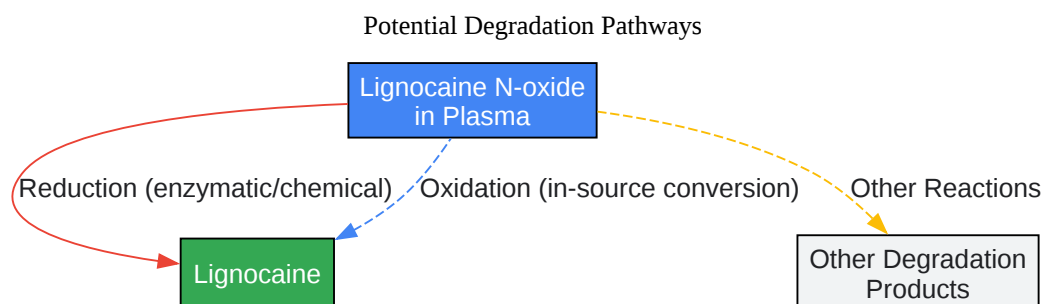 Potential Degradation Pathways
Lignocaine N-oxide
in Plasma
Reduction (enzymatic/chemical)
Oxidation (in-source conversion)
Other Reactions
Lignocaine
Other Degradation
Products